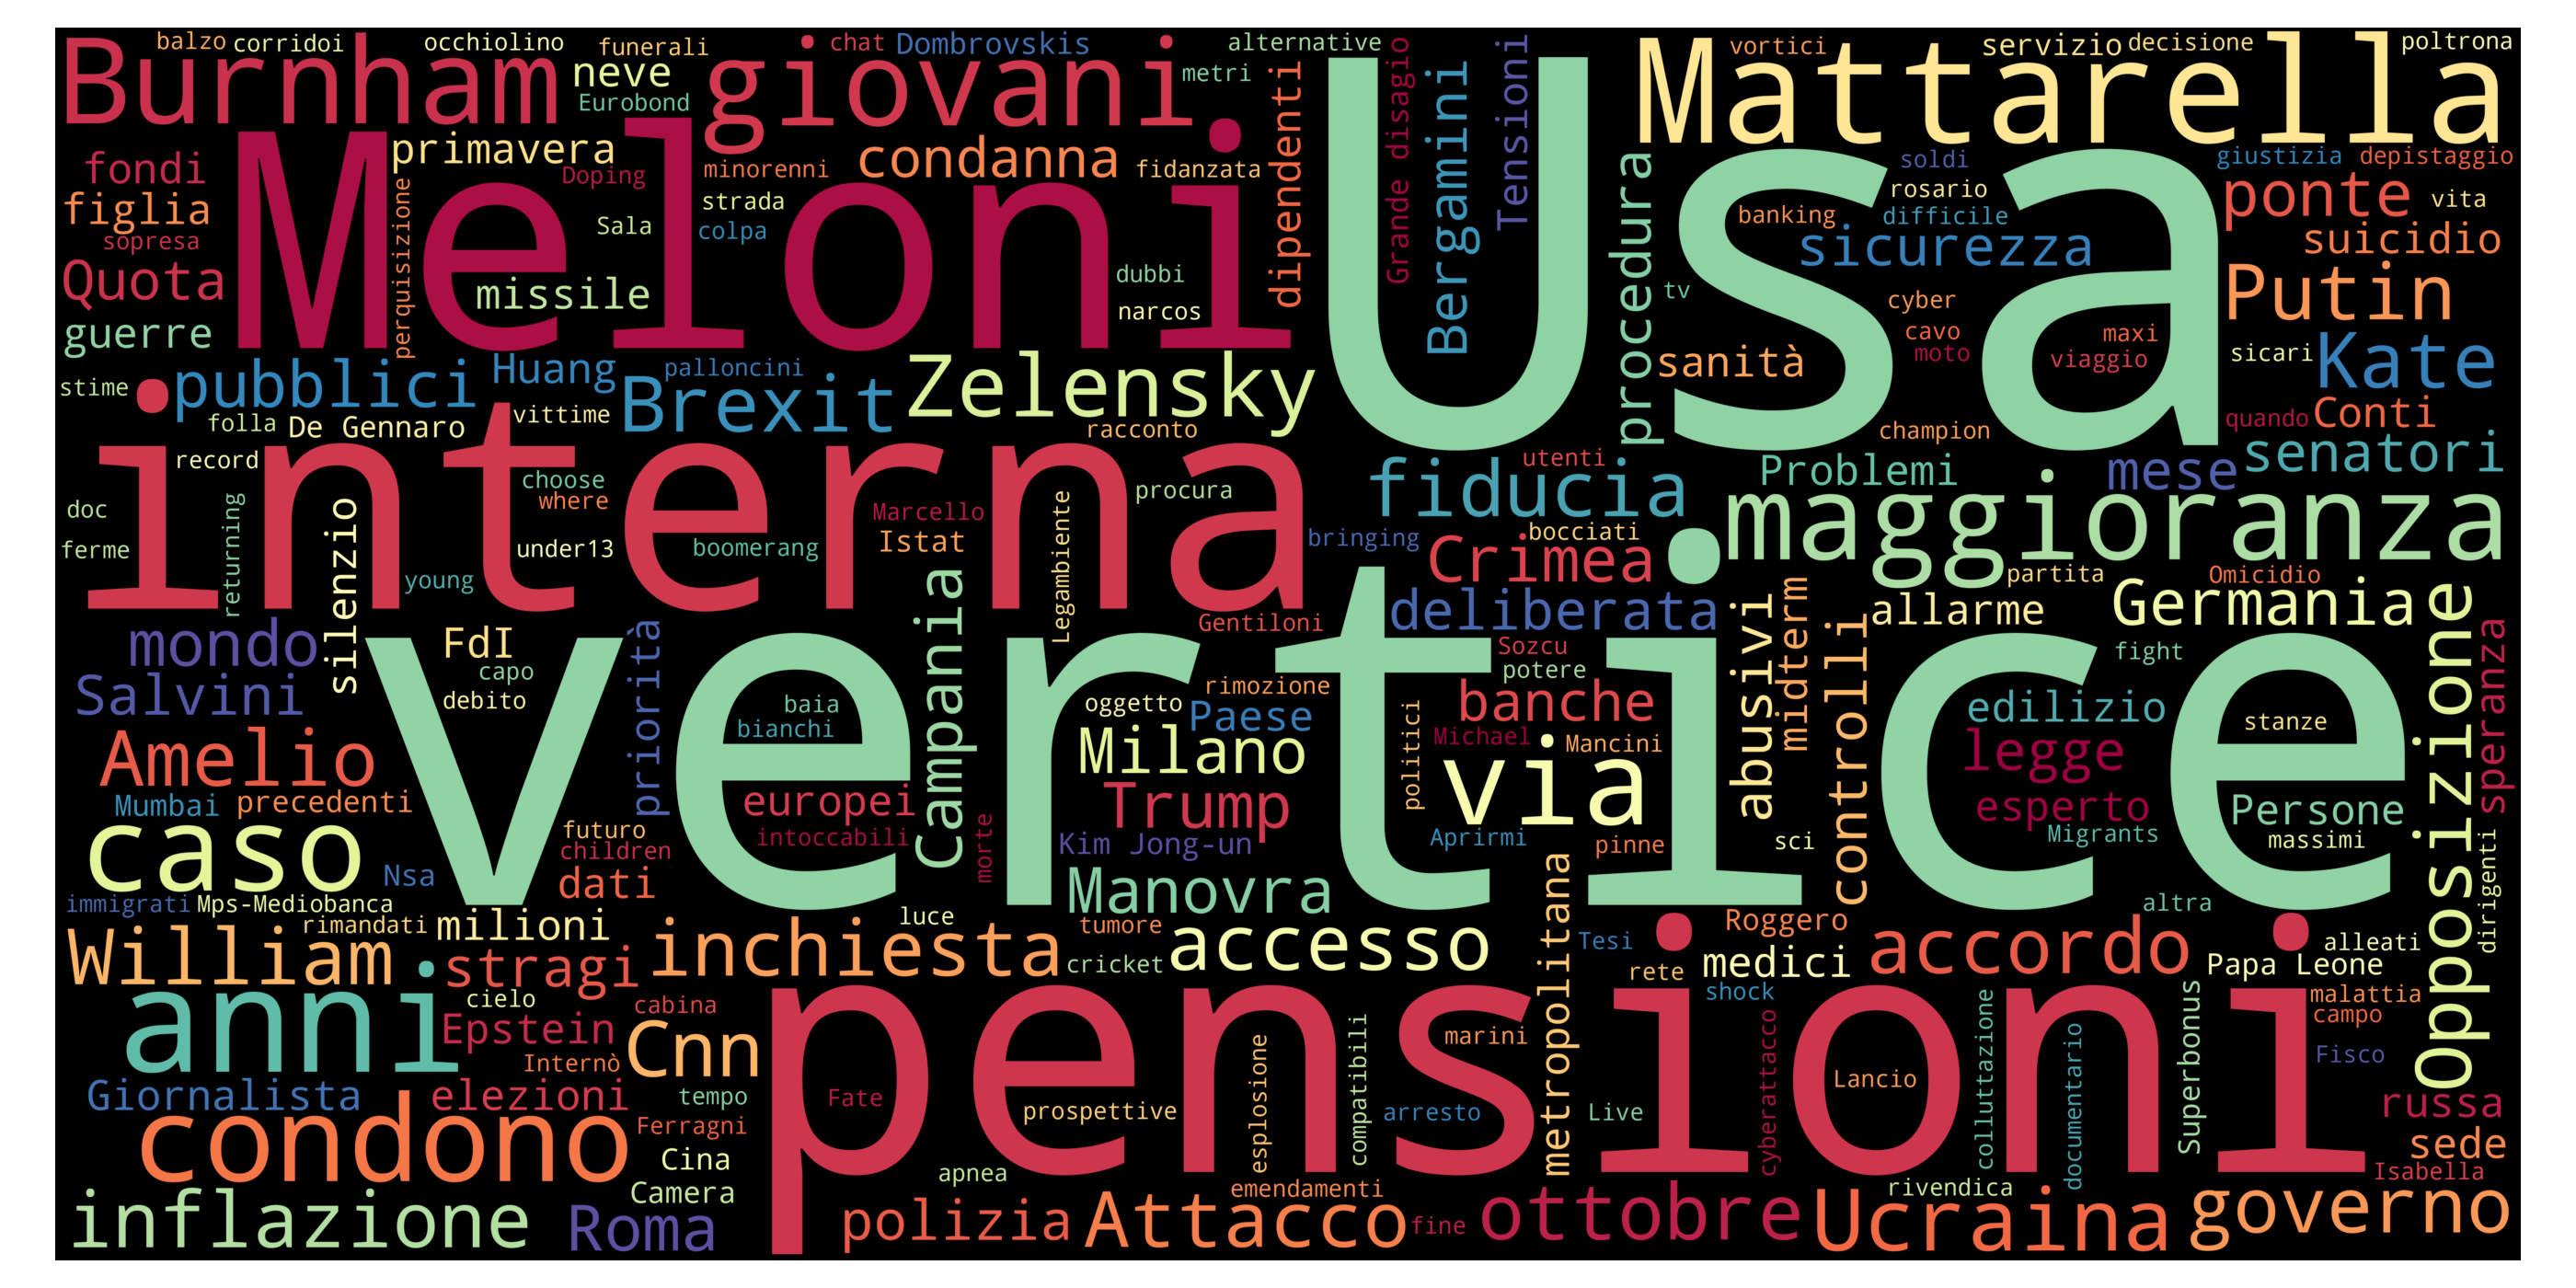 balzo
corridoi
occhiolino
funerali
chat
Dombrovskis
alternative
Burnham
neve
Eurobond
giovani
metri
dipendenti
Grande disagio
Bergamini
Tensioni
Usa
Mattarella
vortici
servizio
decisione
poltrona
fondi
primavera
Doping
minorenni
condanna
fidanzata
figlia
sopresa
perquisizione
Meloni
Sala
strada
colpa
procedura
soldi
rosario
banking
difficile
sicurezza
giustizia
depistaggio
ponte
vita
suicidio
Quota
missile
dubbi
narcos
tv
cyber
cavo
moto
maxi
viaggio
Putin
guerre
sanità
sicari
Kate
stime
pubblici
Huang
palloncini
Brexit
Zelensky
folla
De Gennaro
vittime
racconto
champion
quando
Conti
record
interna
choose
where
procura
fiducia
utenti
Problemi
mese
senatori
doc
ferme
returning
silenzio
under13
young
boomerang
Marcello
Istat
Legambiente
bringing
bocciati
Crimea
maggioranza
partita
Omicidio
mondo
FdI
priorità
Campania
Gentiloni
deliberata
abusivi
midterm
controlli
allarme
Germania
Opposizione
speranza
Salvini
capo
debito
vertice
baia
bianchi
oggetto
rimozione
Paese
Sozcu
potere
banche
fight
edilizio
stanze
Amelio
Milano
politici
Michael
Mancini
via
legge
Mumbai
precedenti
europei
intoccabili
Trump
Kim Jong-un
Aprirmi
pinne
sci
esperto
Migrants
Persone
massimi
caso
futuro
children
morte
Nsa
dati
Manovra
metropolitana
dirigenti
immigrati
Mps-Mediobanca
rimandati
milioni
luce
tumore
Roggero
altra
William
stragi
inchiesta
cricket
accesso
Tesi
rete
medici
accordo
alleati
Papa Leone
anni
cielo
cabina
shock
malattia
campo
Epstein
Internò
Cnn
pensioni
marini
cyberattacco
colluttazione
documentario
Superbonus
Fisco
Giornalista
elezioni
tempo
Fate
prospettive
esplosione
compatibili
arresto
Live
Lancio
russa
condono
Ferragni
Cina
sede
Camera
apnea
emendamenti
rivendica
Isabella
inflazione
Roma
polizia
Attacco
fine
ottobre
Ucraina
governo